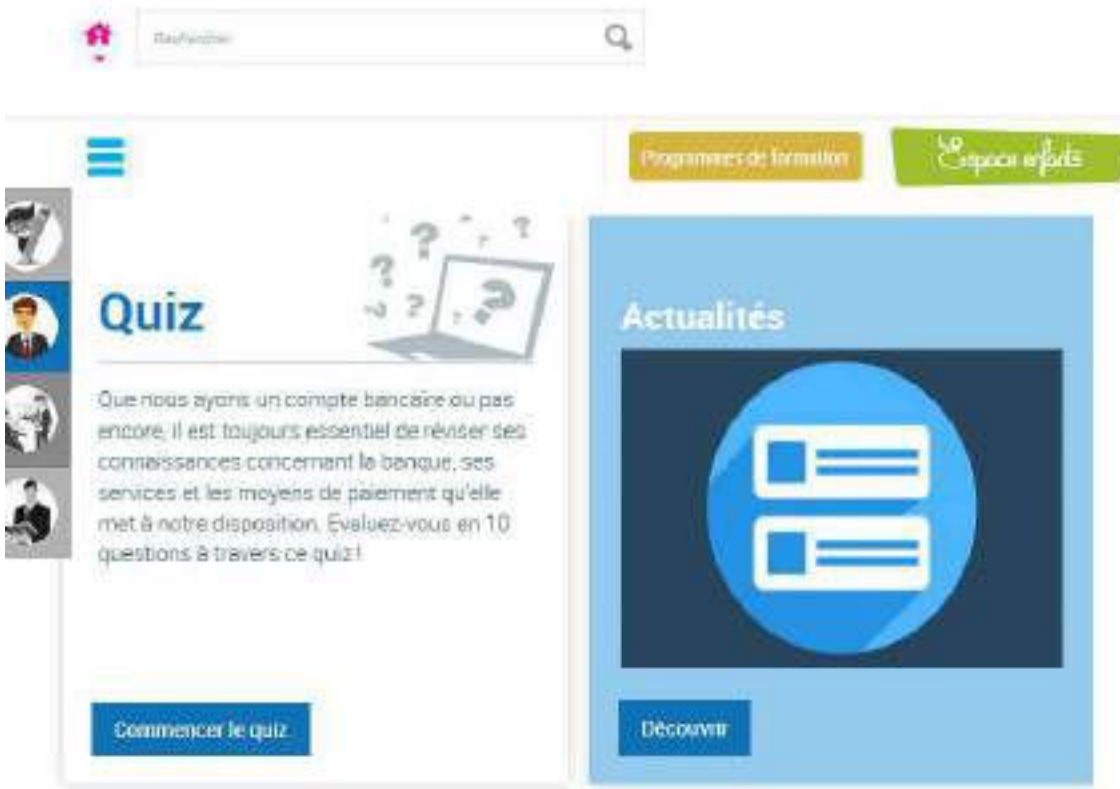 Rechercher
Programmes de formation
Espace enfants
Quiz
Que nous ayons un compte bancaire ou pas
encore, il est toujours essentiel de réviser ses
connaissances concernant la banque, ses
services et les moyens de paiement qu'elle
met à notre disposition. Evaluez-vous en 10
questions à travers ce quiz !
Commencer le quiz
Actualités
Découvrir